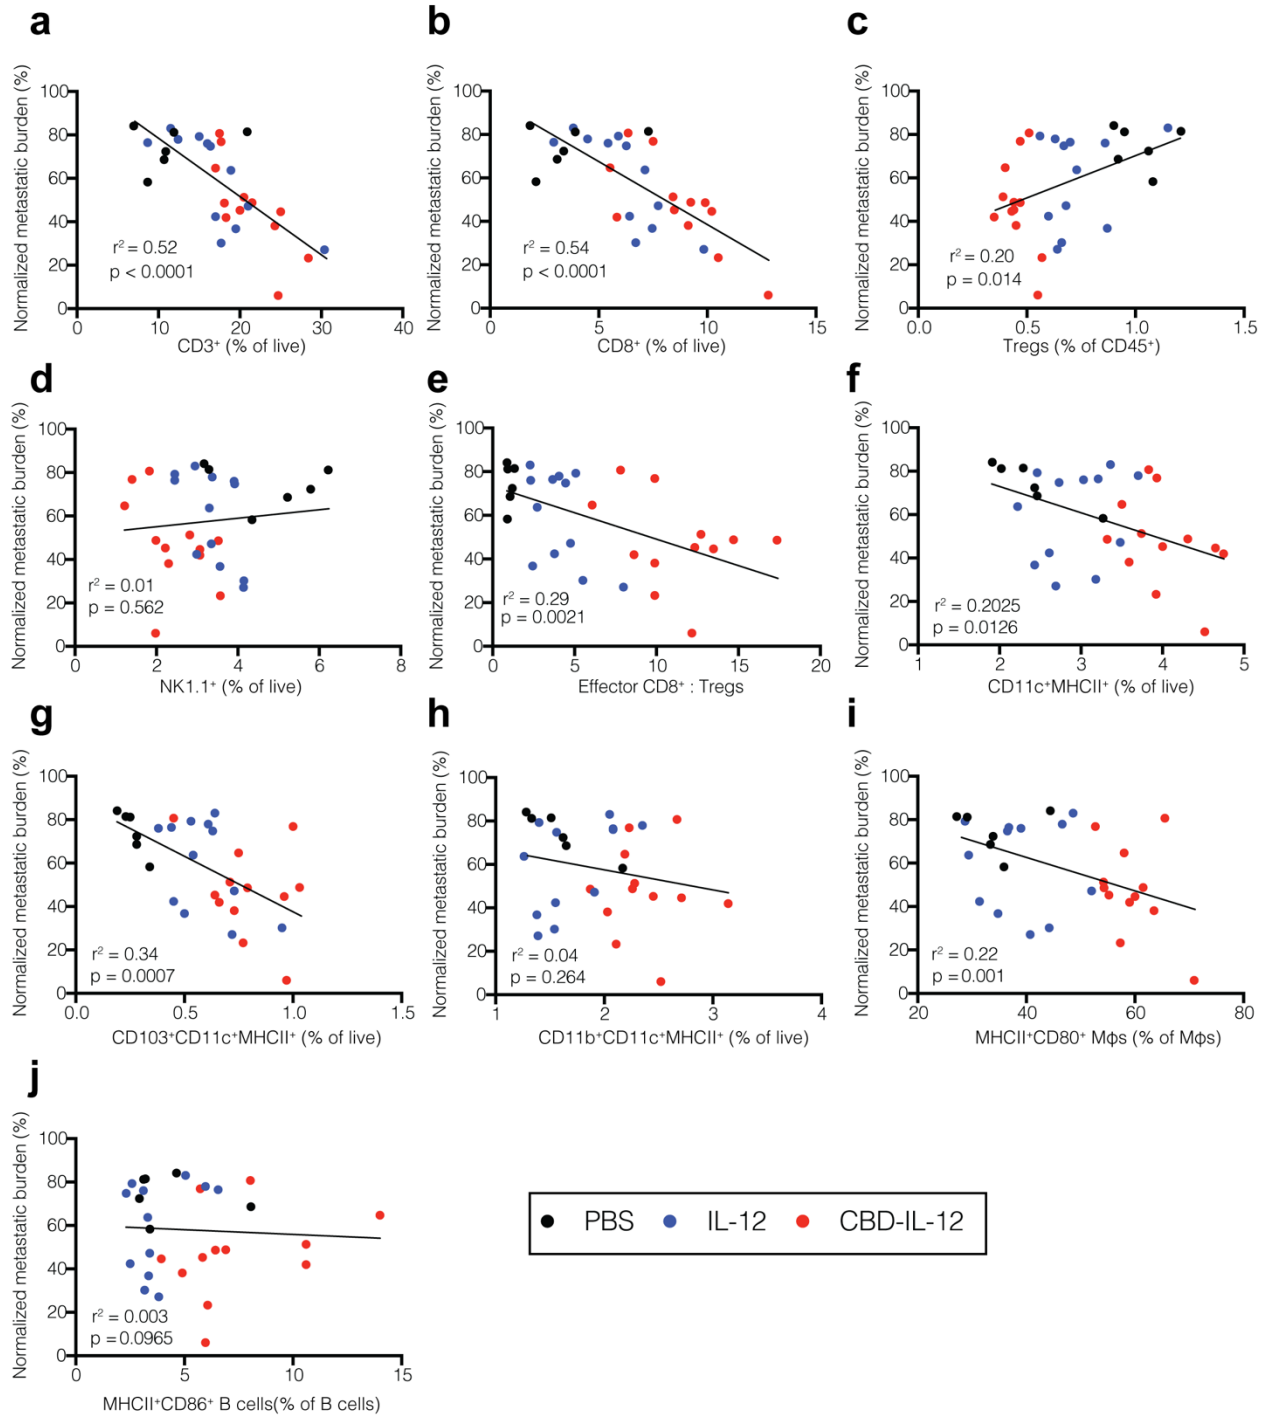 a
Normalized metastatic burden (%)
100
80
60
40
20
0
r² = 0.52
p < 0.0001
0 10 20 30 40
CD3⁺ (% of live)
b
Normalized metastatic burden (%)
100
80
60
40
20
0
r² = 0.54
p < 0.0001
0 5 10 15
CD8⁺ (% of live)
c
Normalized metastatic burden (%)
100
80
60
40
20
0
r² = 0.20
p = 0.014
0.0 0.5 1.0 1.5
Tregs (% of CD45⁺)
d
Normalized metastatic burden (%)
100
80
60
40
20
0
r² = 0.01
p = 0.562
0 2 4 6 8
NK1.1⁺ (% of live)
e
Normalized metastatic burden (%)
100
80
60
40
20
0
r² = 0.29
p = 0.0021
0 5 10 15 20
Effector CD8⁺ : Tregs
f
Normalized metastatic burden (%)
100
80
60
40
20
0
r² = 0.2025
p = 0.0126
1 2 3 4 5
CD11c⁺MHCII⁺ (% of live)
g
Normalized metastatic burden (%)
100
80
60
40
20
0
r² = 0.34
p = 0.0007
0.0 0.5 1.0 1.5
CD103⁺CD11c⁺MHCII⁺ (% of live)
h
Normalized metastatic burden (%)
100
80
60
40
20
0
r² = 0.04
p = 0.264
1 2 3 4
CD11b⁺CD11c⁺MHCII⁺ (% of live)
i
Normalized metastatic burden (%)
100
80
60
40
20
0
r² = 0.22
p = 0.001
20 40 60 80
MHCII⁺CD80⁺ Mϕs (% of Mϕs)
j
Normalized metastatic burden (%)
100
80
60
40
20
0
r² = 0.003
p = 0.0965
0 5 10 15
MHCII⁺CD86⁺ B cells(% of B cells)
PBS IL-12 CBD-IL-12